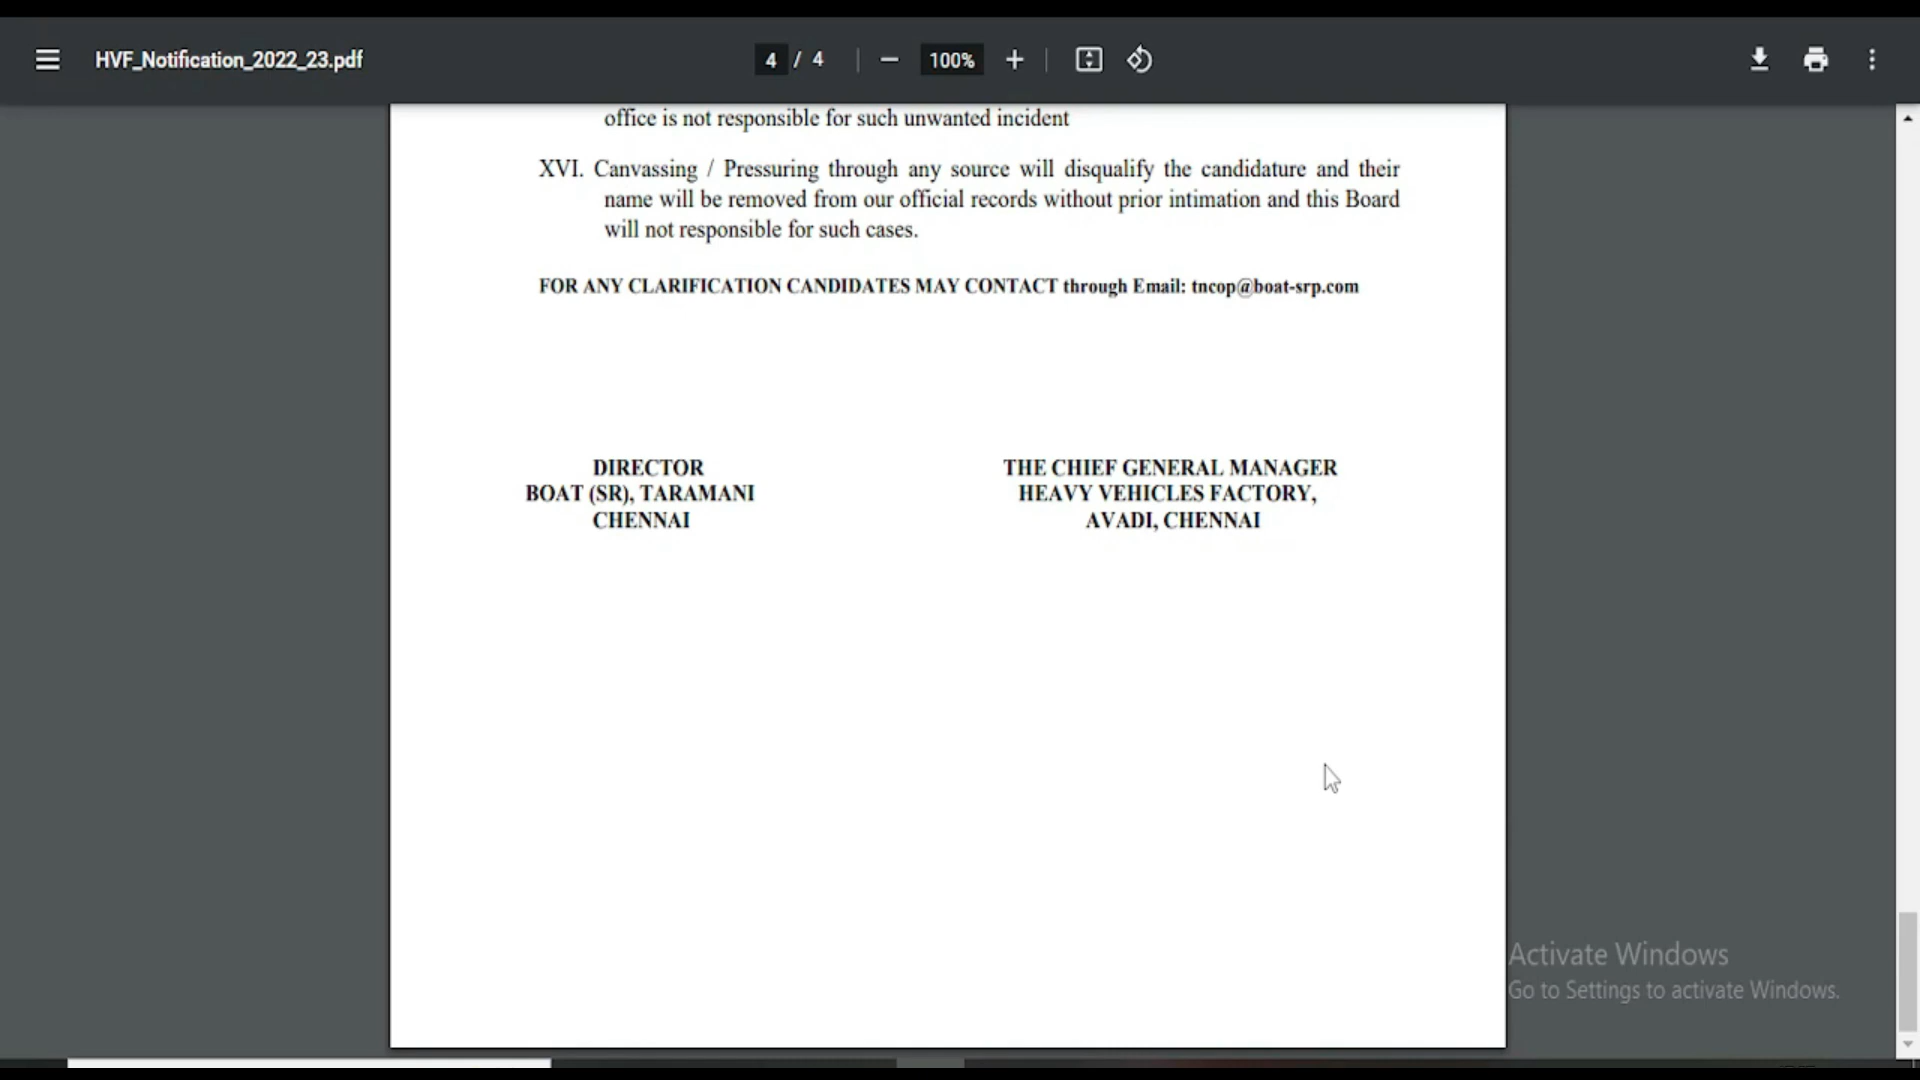 HVF_Notification_2022_23.pdf
4 / 4
100%
office is not responsible for such unwanted incident
XVI. Canvassing / Pressuring through any source will disqualify the candidature and their
name will be removed from our official records without prior intimation and this Board
will not responsible for such cases.
FOR ANY CLARIFICATION CANDIDATES MAY CONTACT through Email: tncop@boat-srp.com
DIRECTOR
BOAT (SR), TARAMANI
CHENNAI
THE CHIEF GENERAL MANAGER
HEAVY VEHICLES FACTORY,
AVADI, CHENNAI
Activate Windows
Go to Settings to activate Windows.